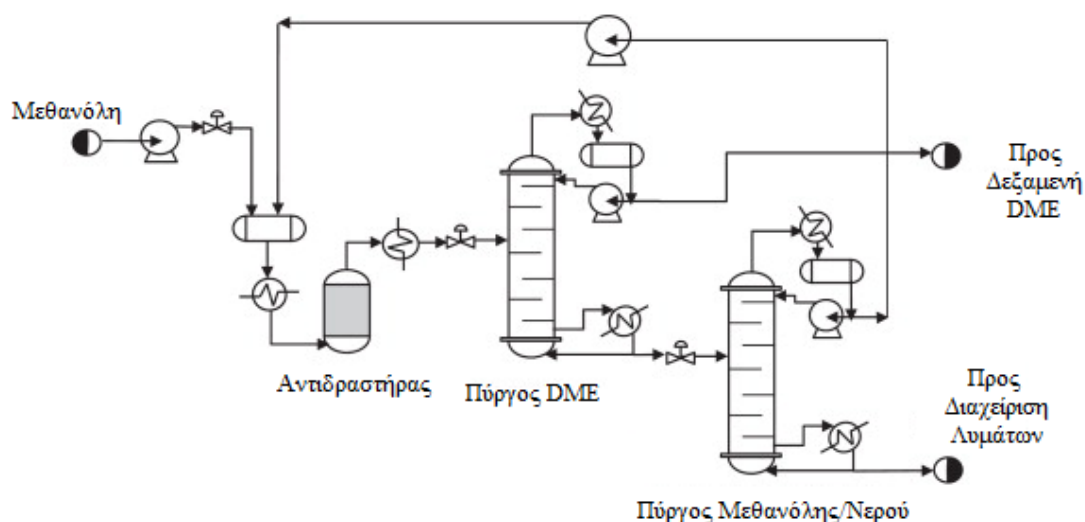 Μεθανόλη
Προς
Δεξαμενή
DME
Αντιδραστήρας
Πύργος DME
Προς
Διαχείριση
Λυμάτων
Πύργος Μεθανόλης/Νερού